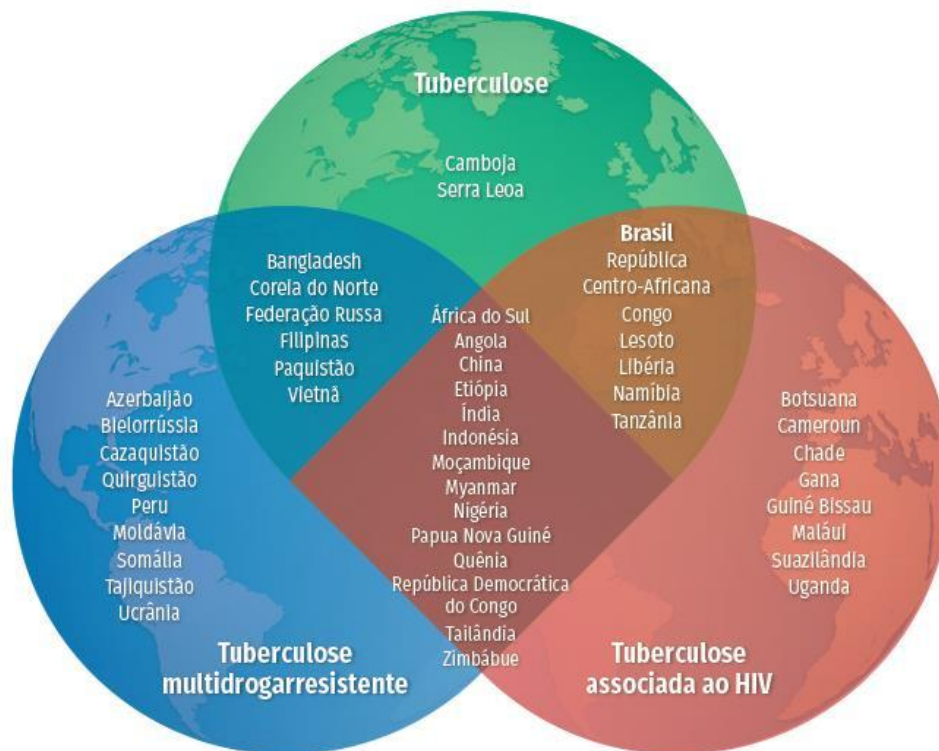 Tuberculose
Camboja
Serra Leoa
Bangladesh
Coreia do Norte
Federação Russa
Filipinas
Paquistão
Vietnã
Brasil
República
Centro-Africana
Congo
Lesoto
Libéria
Namíbia
Tanzânia
África do Sul
Angola
China
Etiópia
Índia
Indonésia
Moçambique
Myanmar
Nigéria
Papua Nova Guiné
Quênia
República Democrática
do Congo
Tailândia
Zimbábue
Azerbaijão
Bielorrússia
Cazaquistão
Quirguistão
Peru
Moldávia
Somália
Tajiquistão
Ucrânia
Tuberculose
multidrogarresistente
Botsuana
Cameroun
Chade
Gana
Guiné Bissau
Maláui
Suazilândia
Uganda
Tuberculose
associada ao HIV